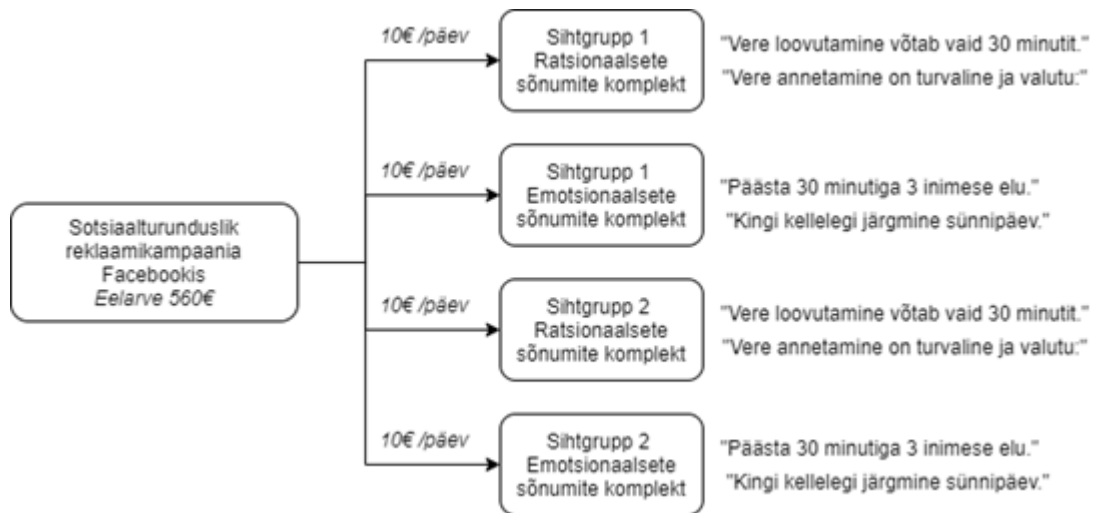 10€ /päev
Sihtgrupp 1
Ratsionaalsete
sõnumite komplekt
"Vere loovutamine võtab vaid 30 minutit."
"Vere annetamine on turvaline ja valutu:"
10€ /päev
Sihtgrupp 1
Emotsionaalsete
sõnumite komplekt
"Päästa 30 minutiga 3 inimese elu."
"Kingi kellelegi järgmine sünnipäev."
Sotsiaalturunduslik
reklaamikampaania
Facebookis
Eelarve 560€
10€ /päev
Sihtgrupp 2
Ratsionaalsete
sõnumite komplekt
"Vere loovutamine võtab vaid 30 minutit."
"Vere annetamine on turvaline ja valutu:"
10€ /päev
Sihtgrupp 2
Emotsionaalsete
sõnumite komplekt
"Päästa 30 minutiga 3 inimese elu."
"Kingi kellelegi järgmine sünnipäev."